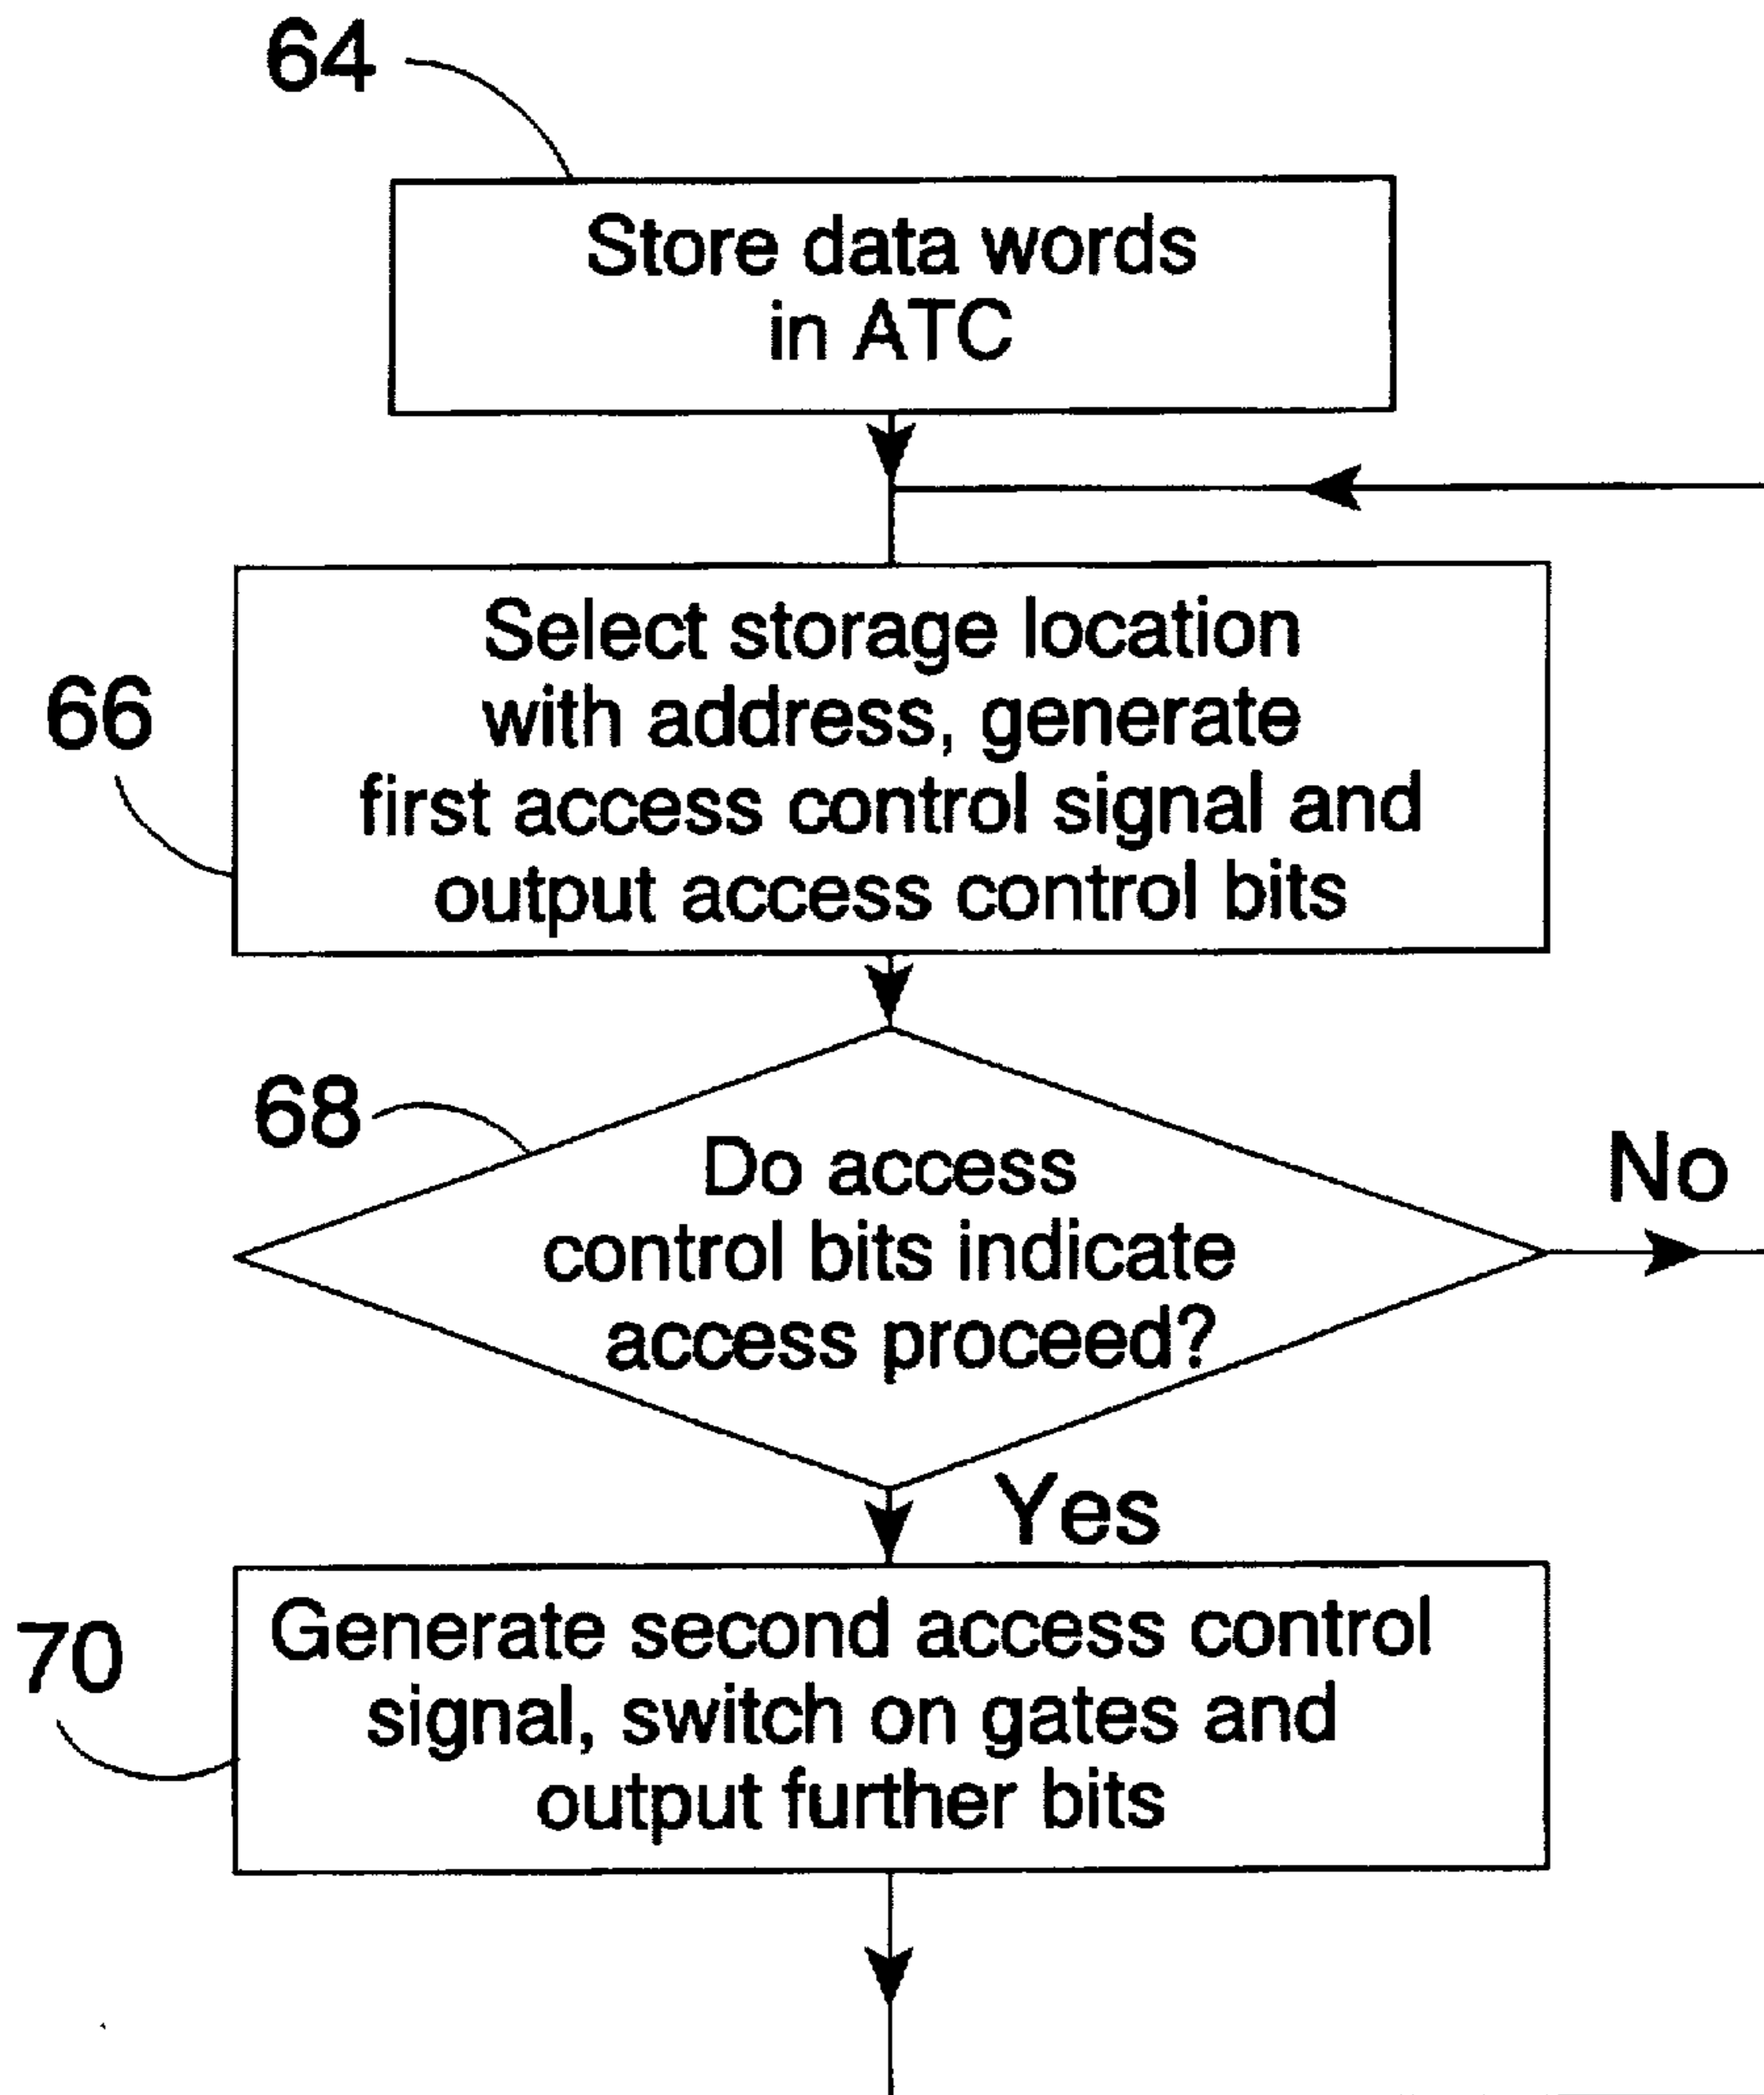 64
Store data words
in ATC
Select storage location
with address, generate
first access control signal and
output access control bits
66
68
Do access
control bits indicate
access proceed?
No
Yes
Generate second access control
signal, switch on gates and
output further bits
70